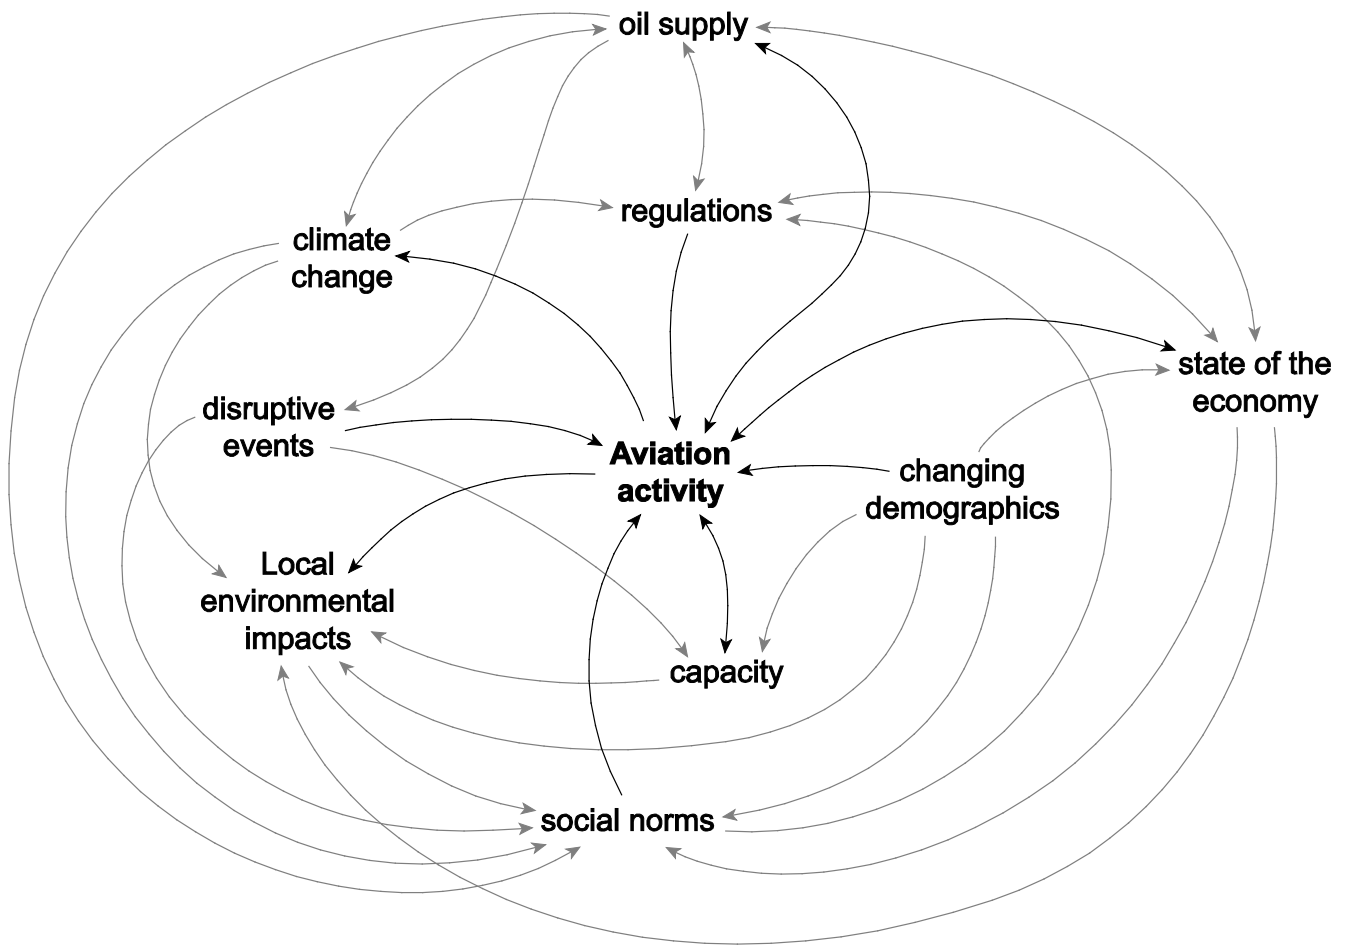 oil supply
regulations
climate
change
state of the
economy
disruptive
events
Aviation
activity
changing
demographics
Local
environmental
impacts
capacity
social norms